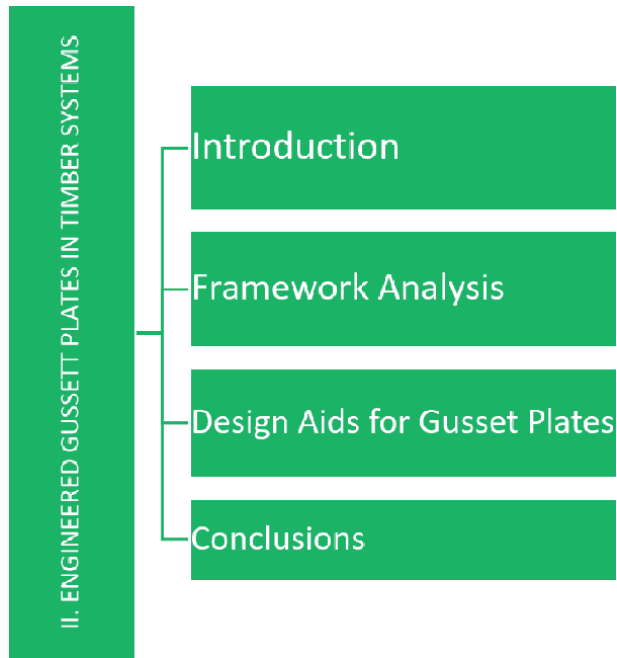 II. ENGINEERED GUSSETT PLATES IN TIMBER SYSTEMS
Introduction
Framework Analysis
Design Aids for Gusset Plates
Conclusions